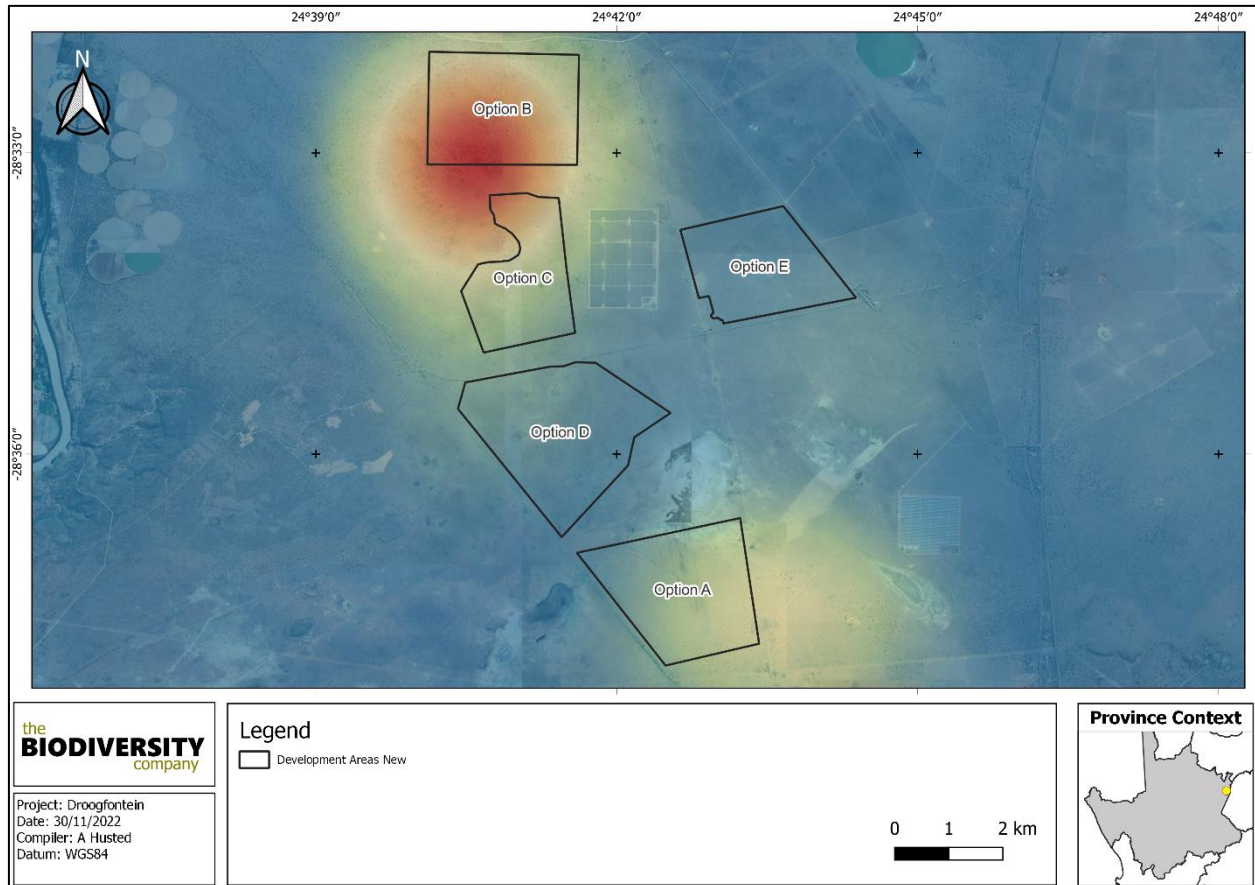 24°39′0″ 24°42′0″ 24°45′0″ 24°48′0″
N
Option B
-28°33′0″
Option C
Option E
Option D
-28°36′0″
Option A
the
BIODIVERSITY
company
Project: Droogfontein
Date: 30/11/2022
Compiler: A Husted
Datum: WGS84
Legend
Development Areas New
0 1 2 km
Province Context